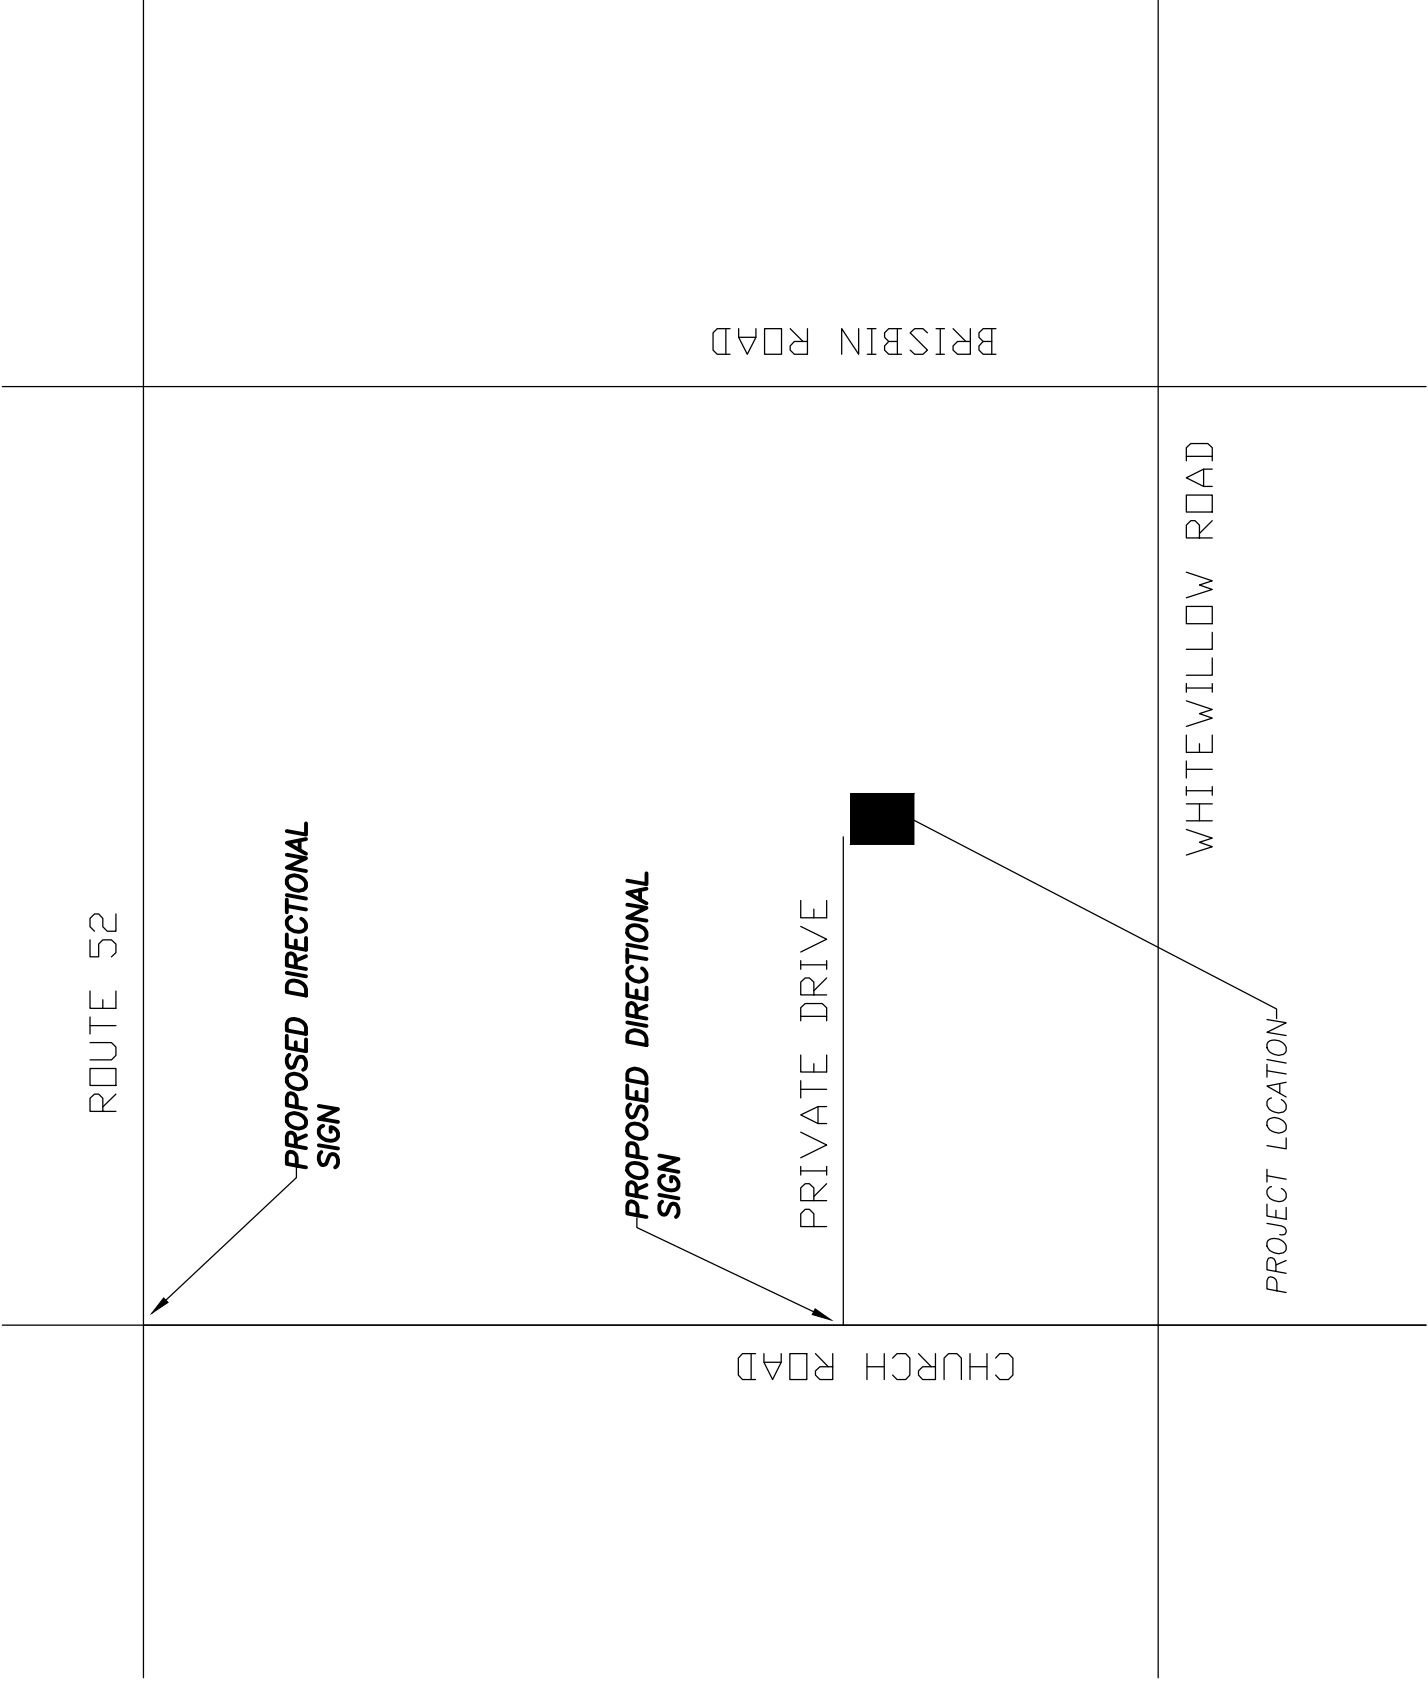 ROUTE 52
PROPOSED DIRECTIONAL
SIGN
PROPOSED DIRECTIONAL
SIGN
PRIVATE DRIVE
BRISBIN ROAD
CHURCH ROAD
WHITEWILLOW ROAD
PROJECT LOCATION